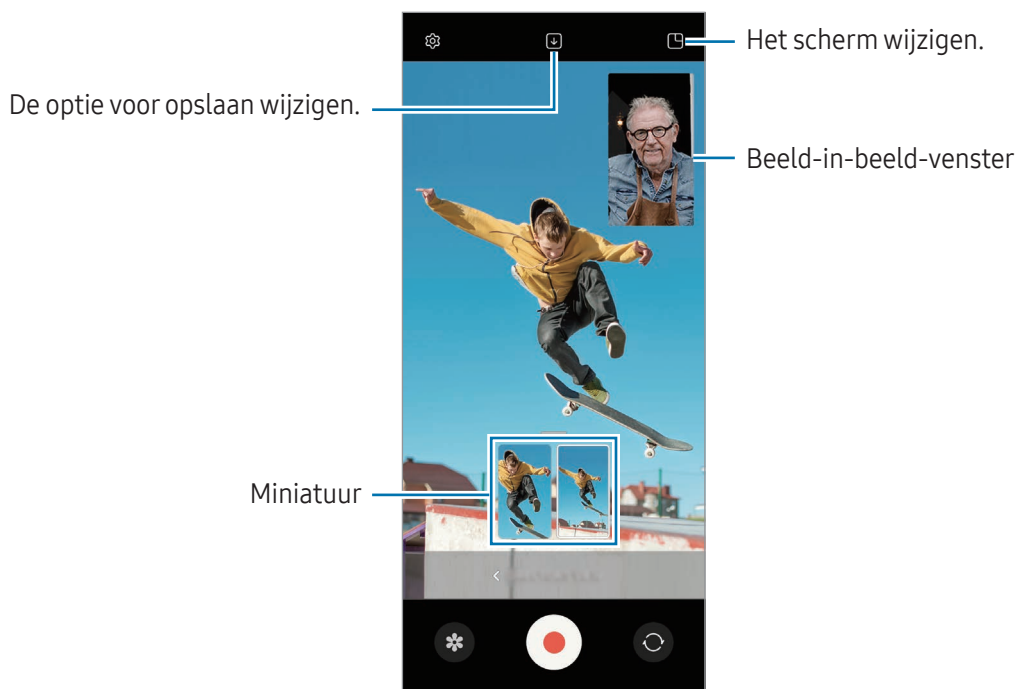 Het scherm wijzigen.
De optie voor opslaan wijzigen.
Beeld-in-beeld-venster
Miniatuur